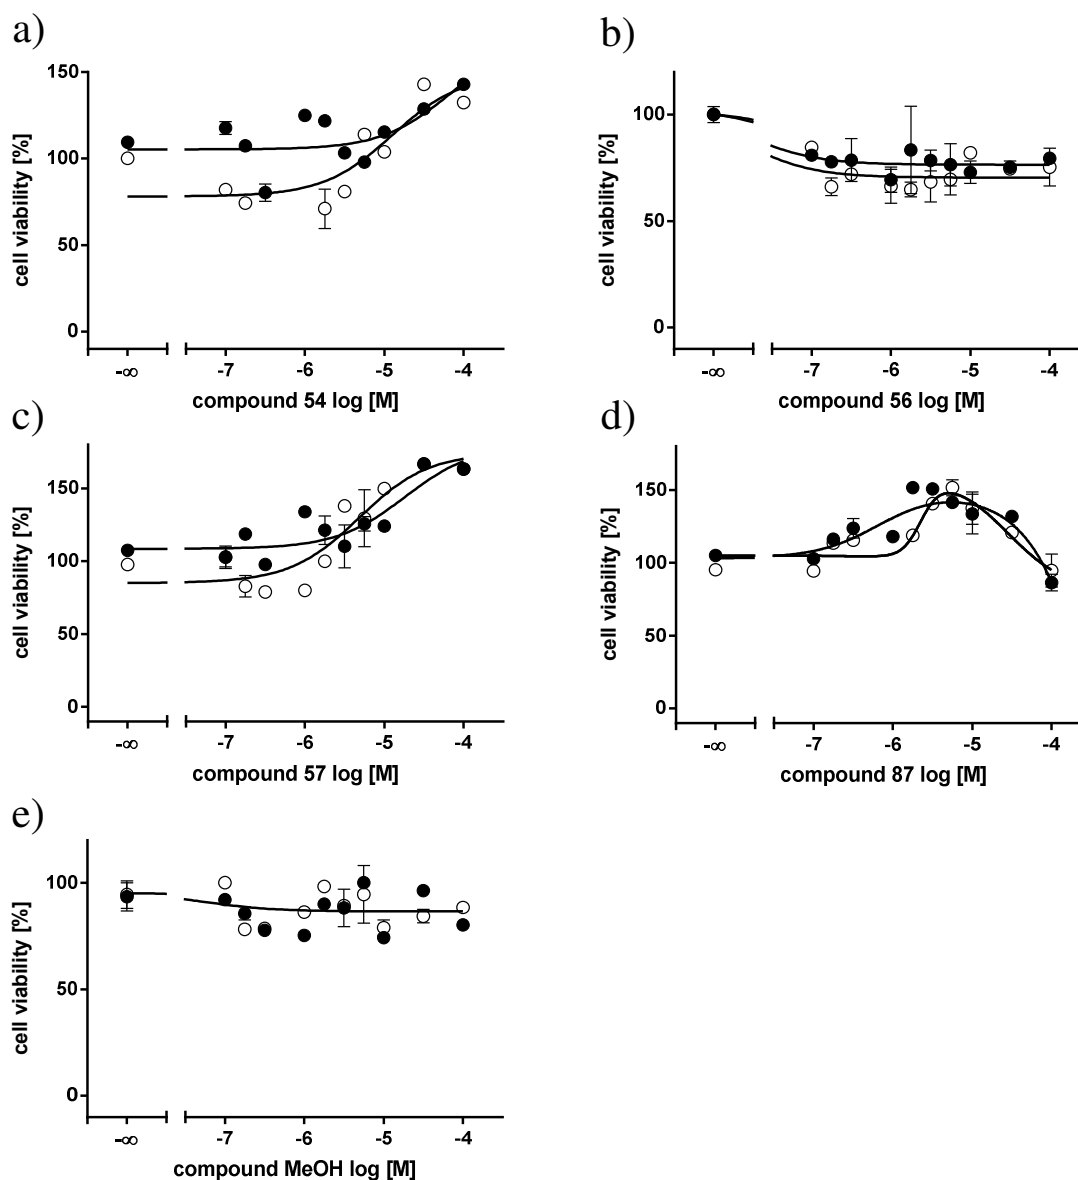 a)
150
100
50
0
cell viability [%]
-∞ -7 -6 -5 -4
compound 54 log [M]
b)
100
50
0
cell viability [%]
-∞ -7 -6 -5 -4
compound 56 log [M]
c)
150
100
50
0
cell viability [%]
-∞ -7 -6 -5 -4
compound 57 log [M]
d)
150
100
50
0
cell viability [%]
-∞ -7 -6 -5 -4
compound 87 log [M]
e)
100
50
0
cell viability [%]
-∞ -7 -6 -5 -4
compound MeOH log [M]